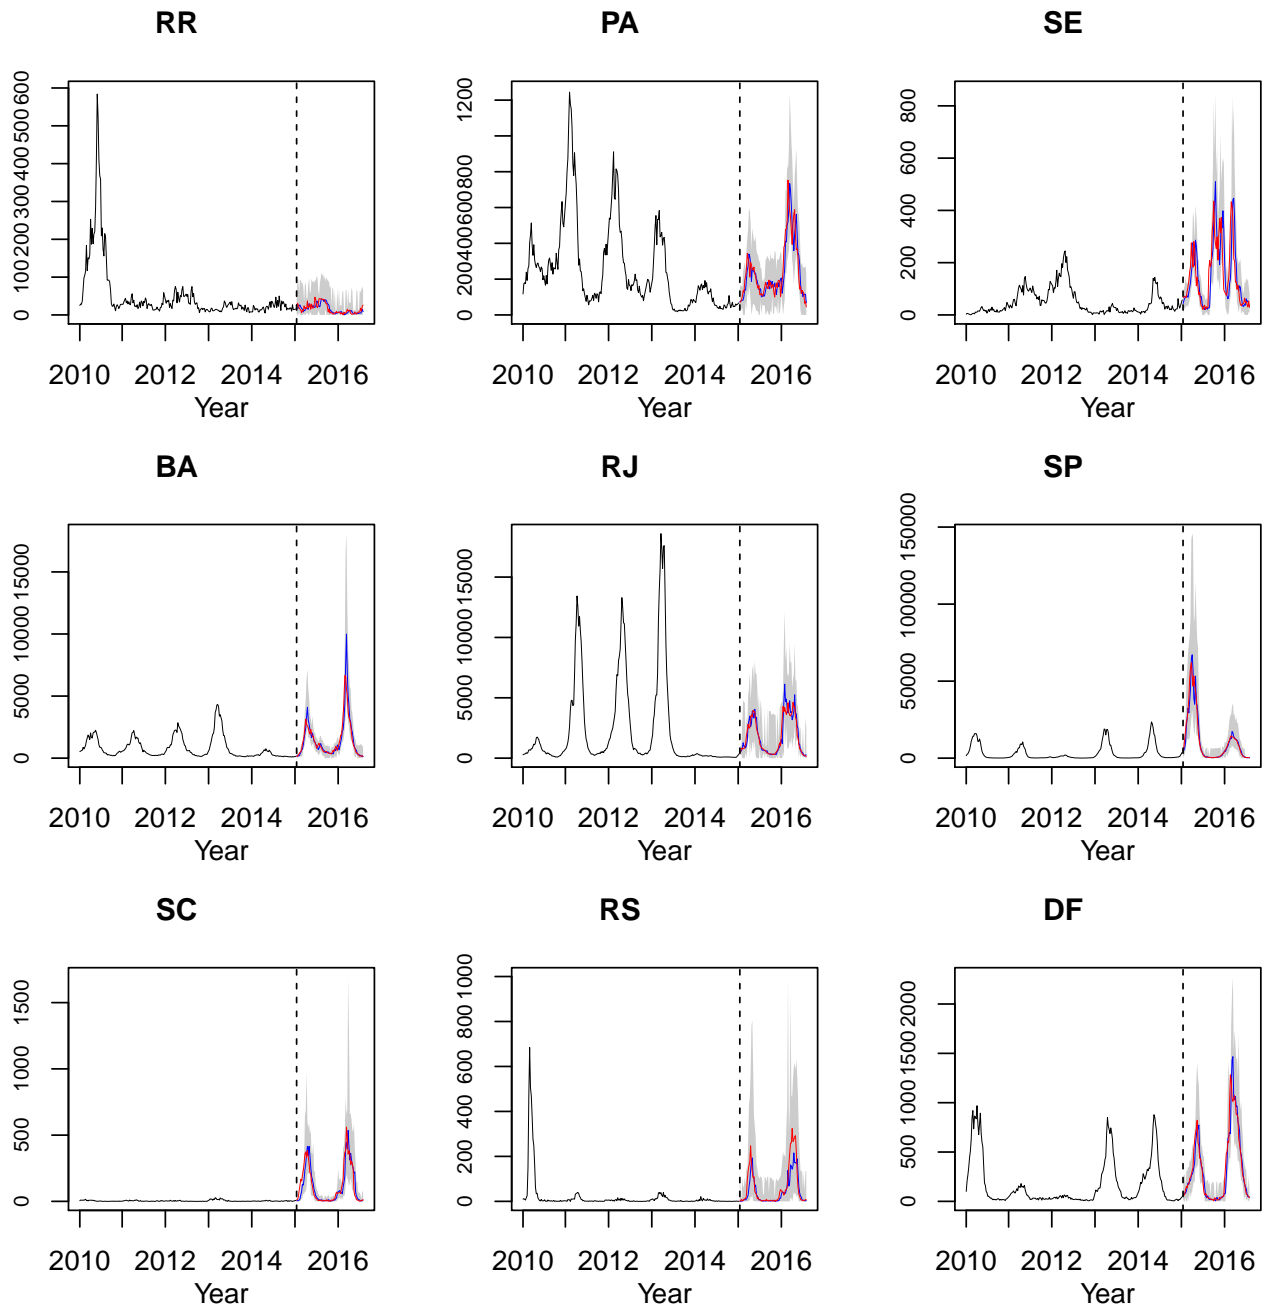 RR
PA
SE
0 100 200 300 400 500 600
0 200 400 600 800 1200
0 200 400 600 800
2010 2012 2014 2016
2010 2012 2014 2016
2010 2012 2014 2016
Year
Year
Year
BA
RJ
SP
0 5000 10000 15000
0 5000 10000 15000
0 50000 100000 150000
2010 2012 2014 2016
2010 2012 2014 2016
2010 2012 2014 2016
Year
Year
Year
SC
RS
DF
0 500 1000 1500
0 200 400 600 800 1000
0 500 1000 1500 2000
2010 2012 2014 2016
2010 2012 2014 2016
2010 2012 2014 2016
Year
Year
Year